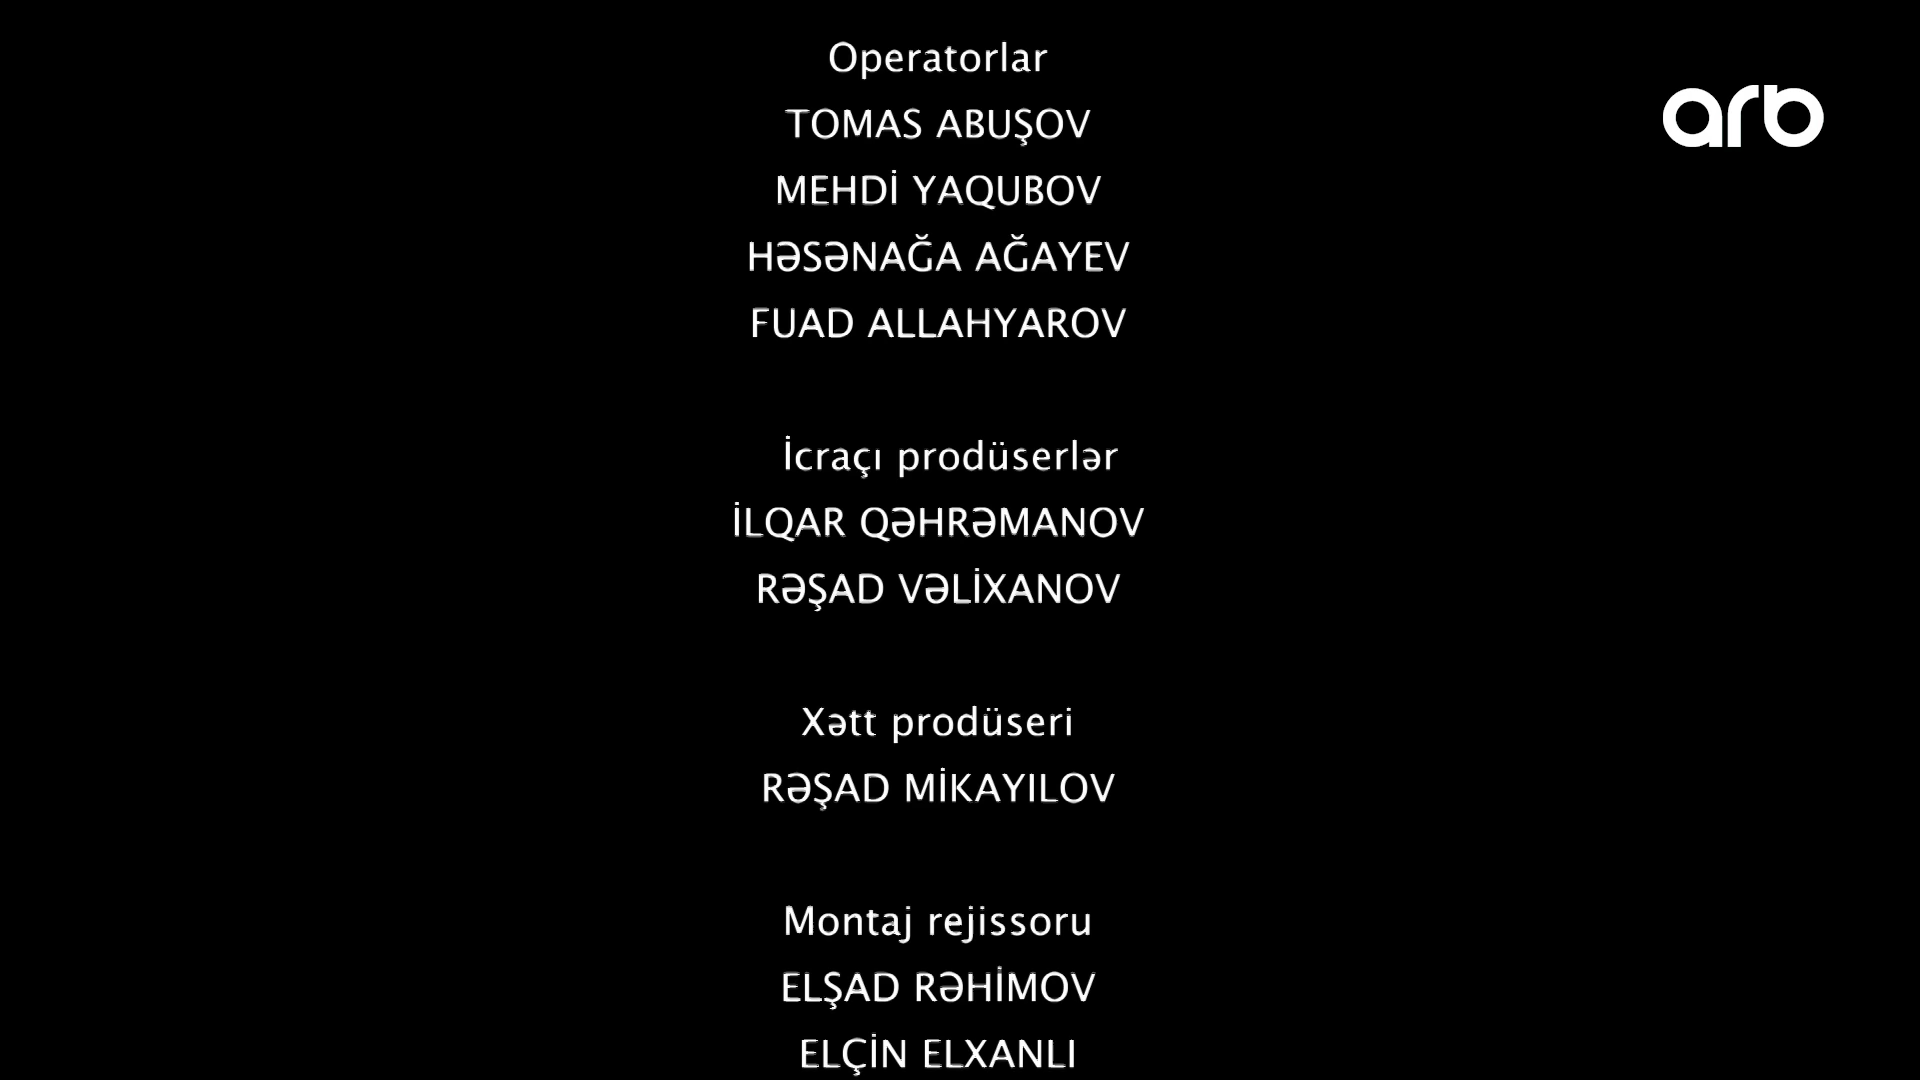 Operatorlar
arb
TOMAS ABUŞOV
MEHDİ YAQUBOV
HƏSƏNAĞA AĞAYEV
FUAD ALLAHYAROV
İcraçı prodüserlər
İLQAR QƏHRƏMANOV
RƏŞAD VƏLİXANOV
Xətt prodüseri
RƏŞAD MİKAYILOV
Montaj rejissoru
ELŞAD RƏHİMOV
ELÇİN ELXANLI